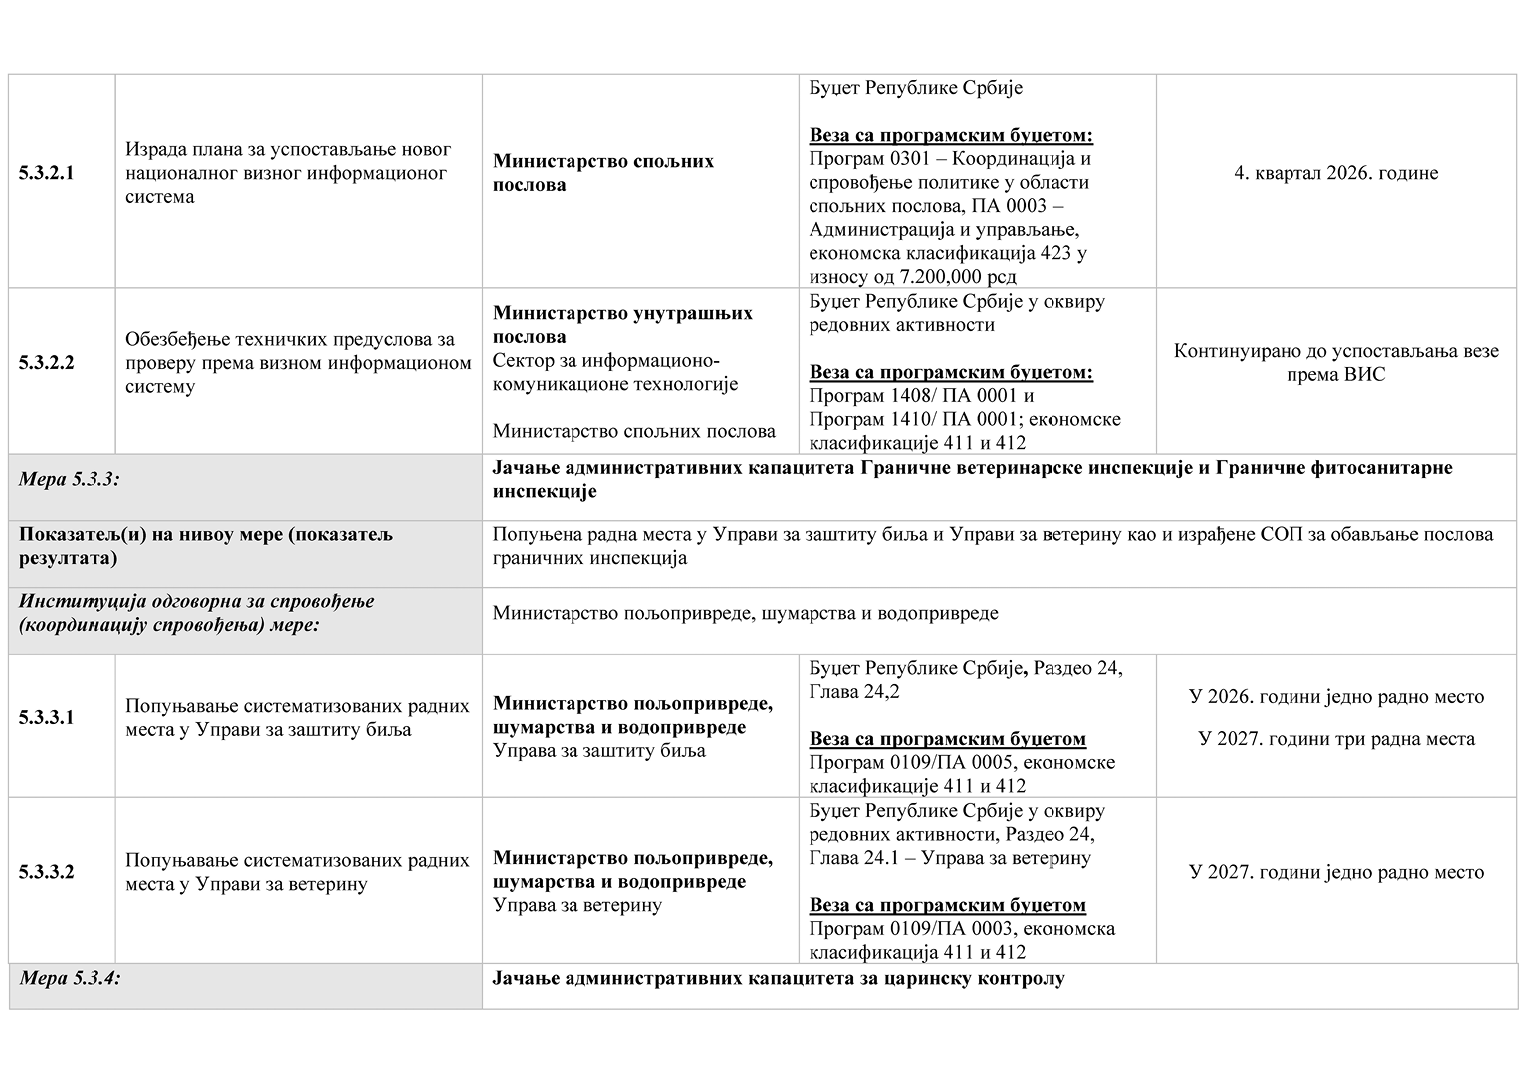 5.3.2.1
Израда плана за успостављање новог
националног визног информационог
система
Министарство спољних
послова
Буџет Републике Србије
Веза са програмским буџетом:
Програм 0301 – Координација и
спровођење политике у области
спољних послова, ПА 0003 –
Администрација и управљање,
економска класификација 423 у
износу од 7.200,000 рсд
4. квартал 2026. године
5.3.2.2
Обезбеђење техничких предуслова за
проверу према визном информационом
систему
Министарство унутрашњих
послова
Сектор за информационо-
комуникационе технологије
Министарство спољних послова
Буџет Републике Србије у оквиру
редовних активности
Веза са програмским буџетом:
Програм 1408/ ПА 0001 и
Програм 1410/ ПА 0001; економске
класификације 411 и 412
Континуирано до успостављања везе
према ВИС
Мера 5.3.3:
Јачање административних капацитета Граничне ветеринарске инспекције и Граничне фитосанитарне
инспекције
Показатељ(и) на нивоу мере (показатељ
резултата)
Попуњена радна места у Управи за заштиту биља и Управи за ветерину као и израђене СОП за обављање послова
граничних инспекција
Институција одговорна за спровођење
(координацију спровођења) мере:
Министарство пољопривреде, шумарства и водопривреде
5.3.3.1
Попуњавање систематизованих радних
места у Управи за заштиту биља
Министарство пољопривреде,
шумарства и водопривреде
Управа за заштиту биља
Буџет Републике Србије, Раздео 24,
Глава 24,2
Веза са програмским буџетом
Програм 0109/ПА 0005, економске
класификације 411 и 412
У 2026. години једно радно место
У 2027. години три радна места
5.3.3.2
Попуњавање систематизованих радних
места у Управи за ветерину
Министарство пољопривреде,
шумарства и водопривреде
Управа за ветерину
Буџет Републике Србије у оквиру
редовних активности, Раздео 24,
Глава 24.1 – Управа за ветерину
Веза са програмским буџетом
Програм 0109/ПА 0003, економска
класификација 411 и 412
У 2027. години једно радно место
Мера 5.3.4:
Јачање административних капацитета за царинску контролу